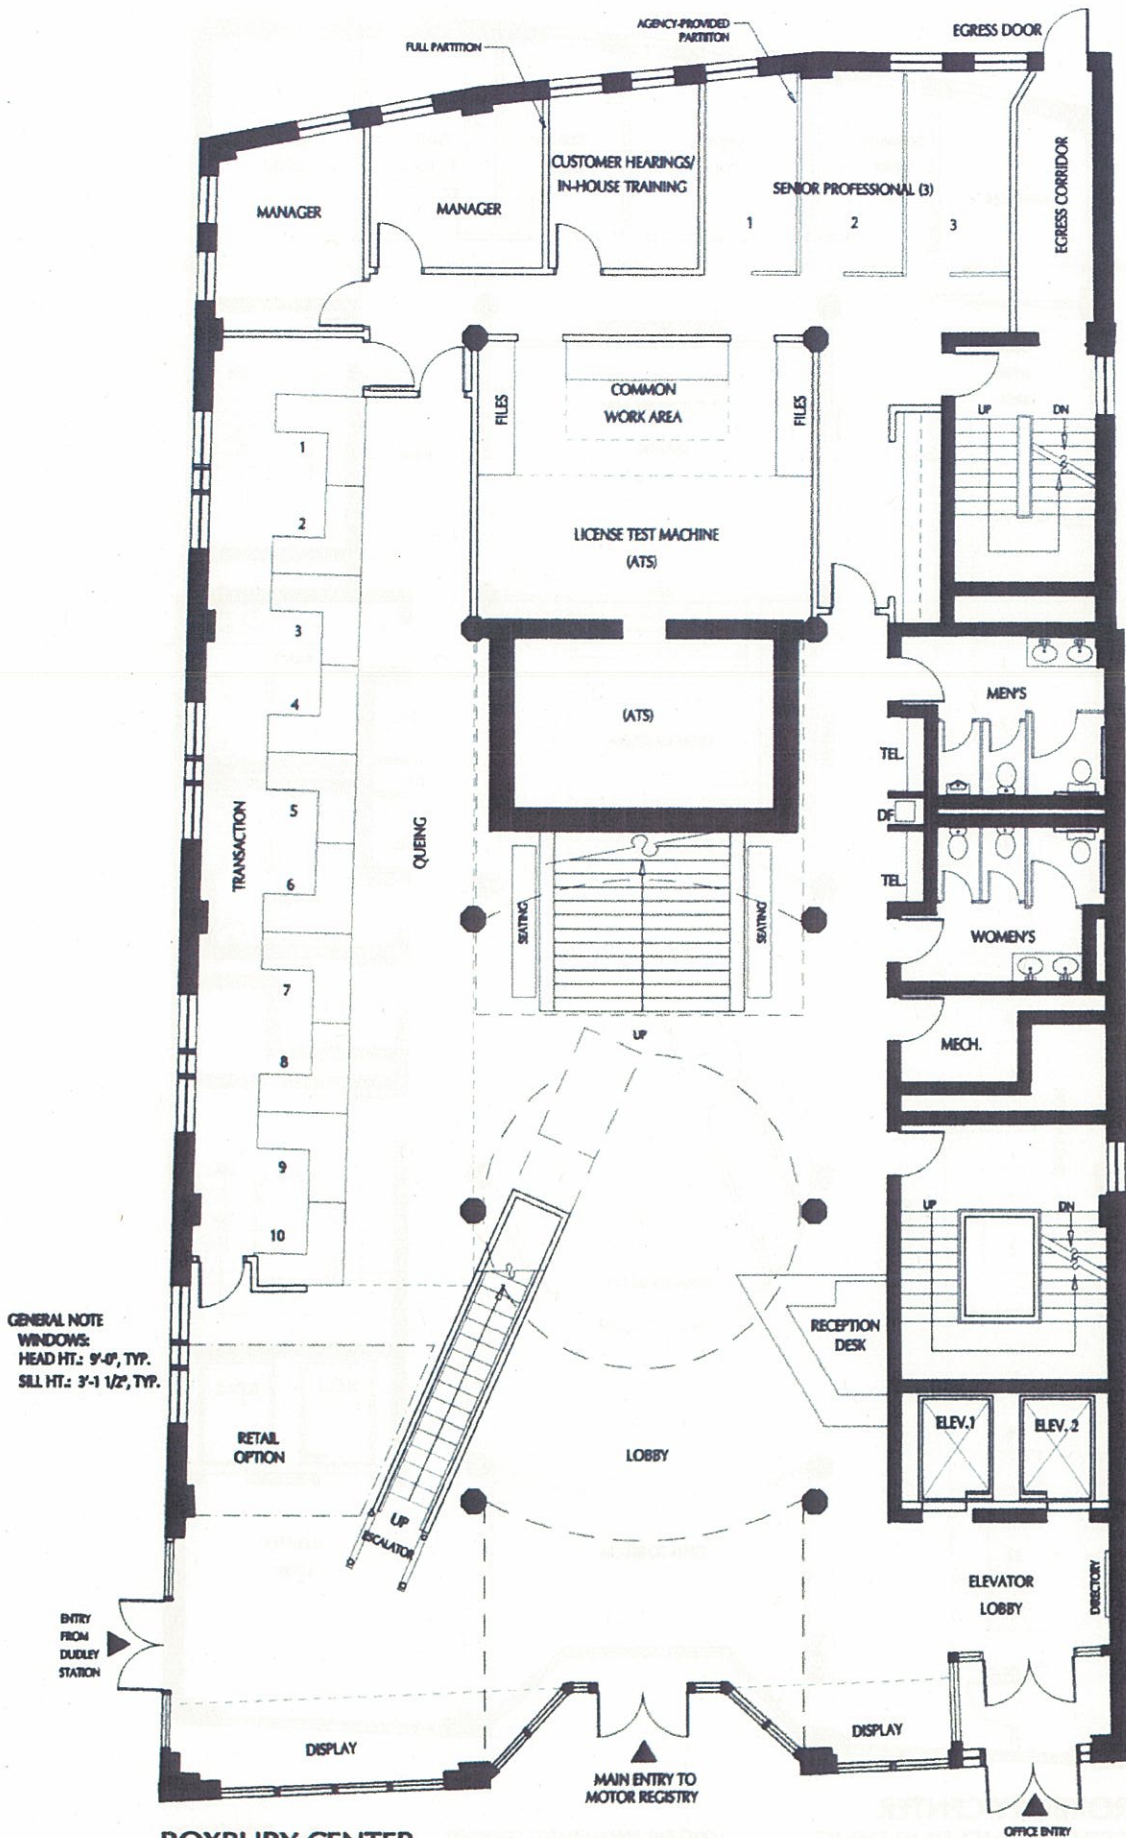 AGENCY-PROVIDED
PARTITON
EGRESS DOOR
FULL PARTITION
CUSTOMER HEARINGS/
IN-HOUSE TRAINING
SENIOR PROFESSIONAL (3)
MANAGER
MANAGER
1
2
3
EGRESS CORRIDOR
FILES
COMMON
WORK AREA
FILES
UP
DN
1
2
LICENSE TEST MACHINE
(ATS)
3
4
MEN'S
(ATS)
TEL.
TRANSACTION
5
QUEING
DF
6
TEL.
SEATING
SEATING
WOMEN'S
7
8
UP
MECH.
9
10
UP
DN
GENERAL NOTE
WINDOWS:
HEAD HT.: 9'-0", TYP.
SILL HT.: 3'-1 1/2", TYP.
RECEPTION
DESK
RETAIL
OPTION
LOBBY
ELEV.1
ELEV. 2
UP
ESCALATOR
ELEVATOR
LOBBY
DIRECTORY
ENTRY
FROM
DUDLEY
STATION
DISPLAY
DISPLAY
MAIN ENTRY TO
MOTOR REGISTRY
OFFICE ENTRY
ROXBURY CENTER